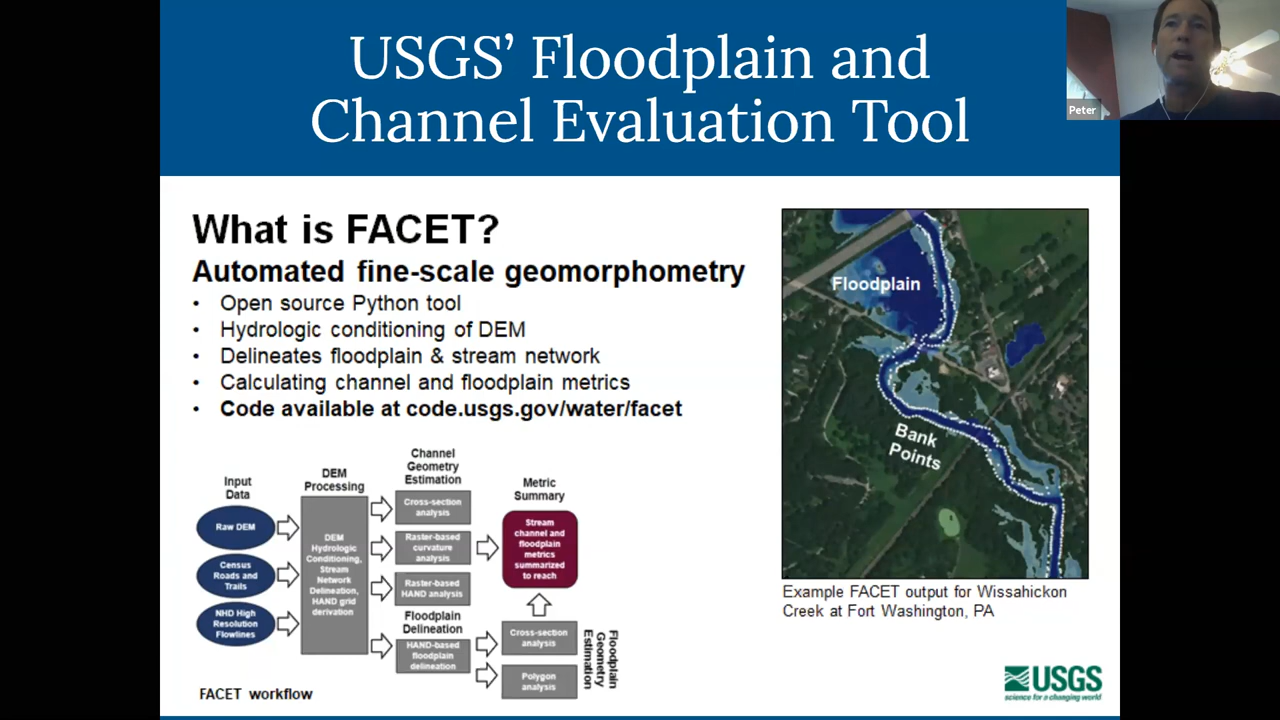 USGS’ Floodplain and
Channel Evaluation Tool
Peter
What is FACET?
Automated fine-scale geomorphometry
• Open source Python tool
• Hydrologic conditioning of DEM
• Delineates floodplain & stream network
• Calculating channel and floodplain metrics
• Code available at code.usgs.gov/water/facet
Floodplain
Bank
Points
Example FACET output for Wissahickon
Creek at Fort Washington, PA
Input
Data
Raw DEM
Census
Roads and
Trails
NHD High
Resolution
Flowlines
DEM
Processing
DEM
Hydrologic
Conditioning,
Stream
Network
Delineation,
HAND grid
derivation
Channel
Geometry
Estimation
Cross-section
analysis
Raster-based
curvature
analysis
Raster-based
HAND analysis
Floodplain
Delineation
HAND-based
floodplain
delineation
Metric
Summary
Stream
channel and
floodplain
metrics
summarized
to reach
Cross-section
analysis
Polygon
analysis
Floodplain
Geometry
Estimation
FACET workflow
USGS
science for a changing world